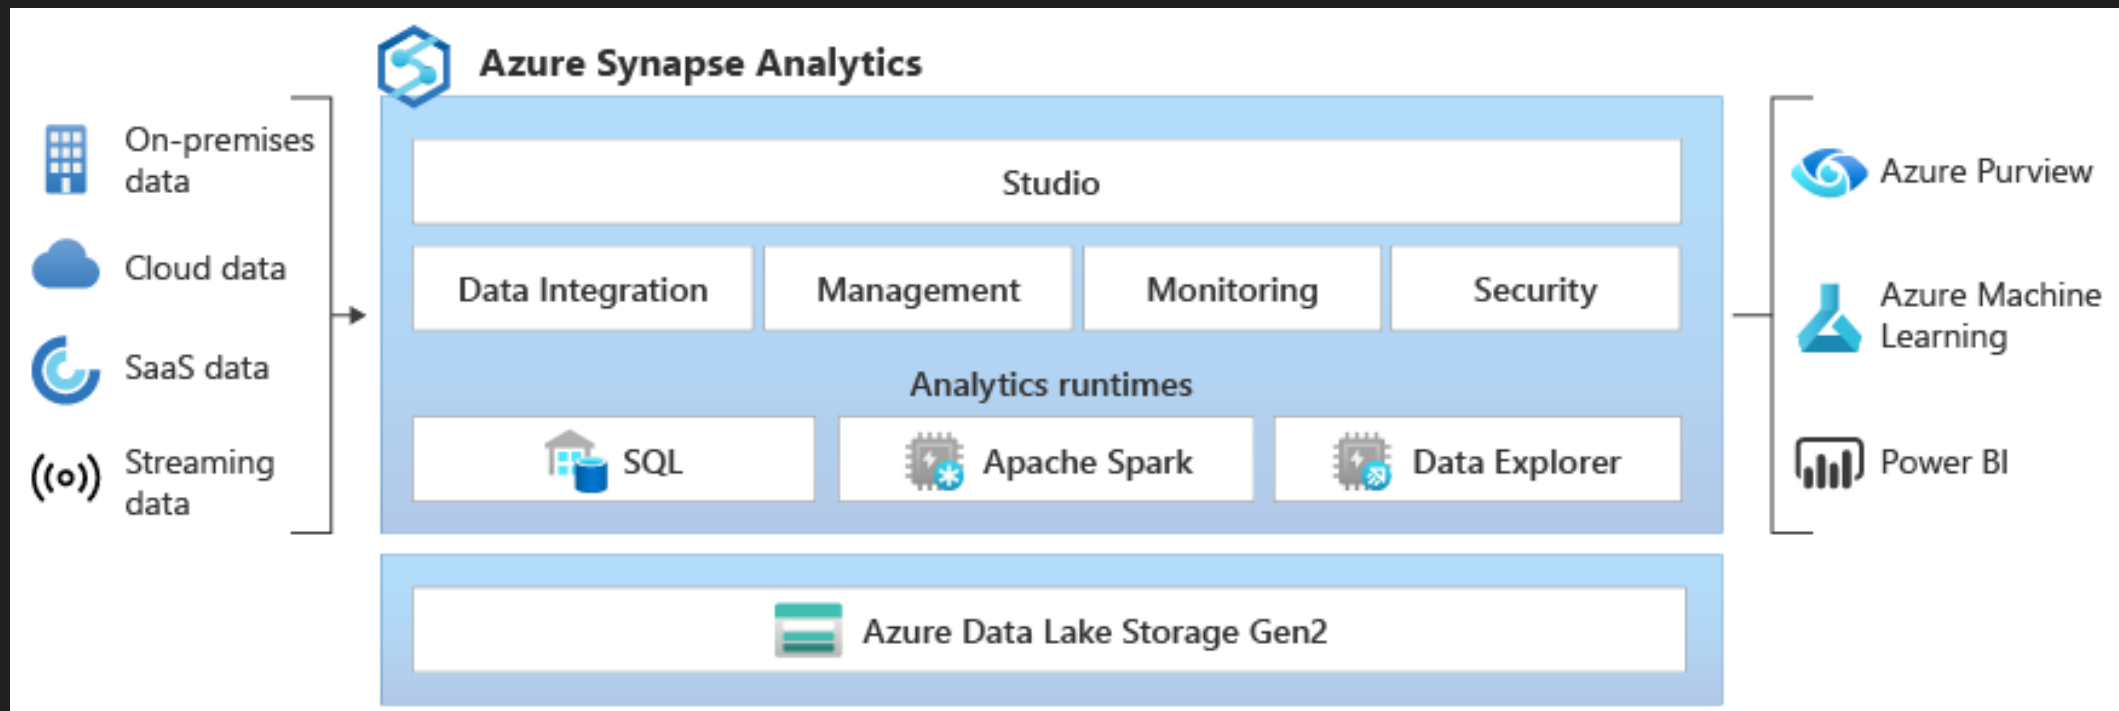 Azure Synapse Analytics
On-premises
data
Cloud data
SaaS data
Streaming
data
Studio
Data Integration
Management
Monitoring
Security
Analytics runtimes
SQL
Apache Spark
Data Explorer
Azure Data Lake Storage Gen2
Azure Purview
Azure Machine
Learning
Power BI